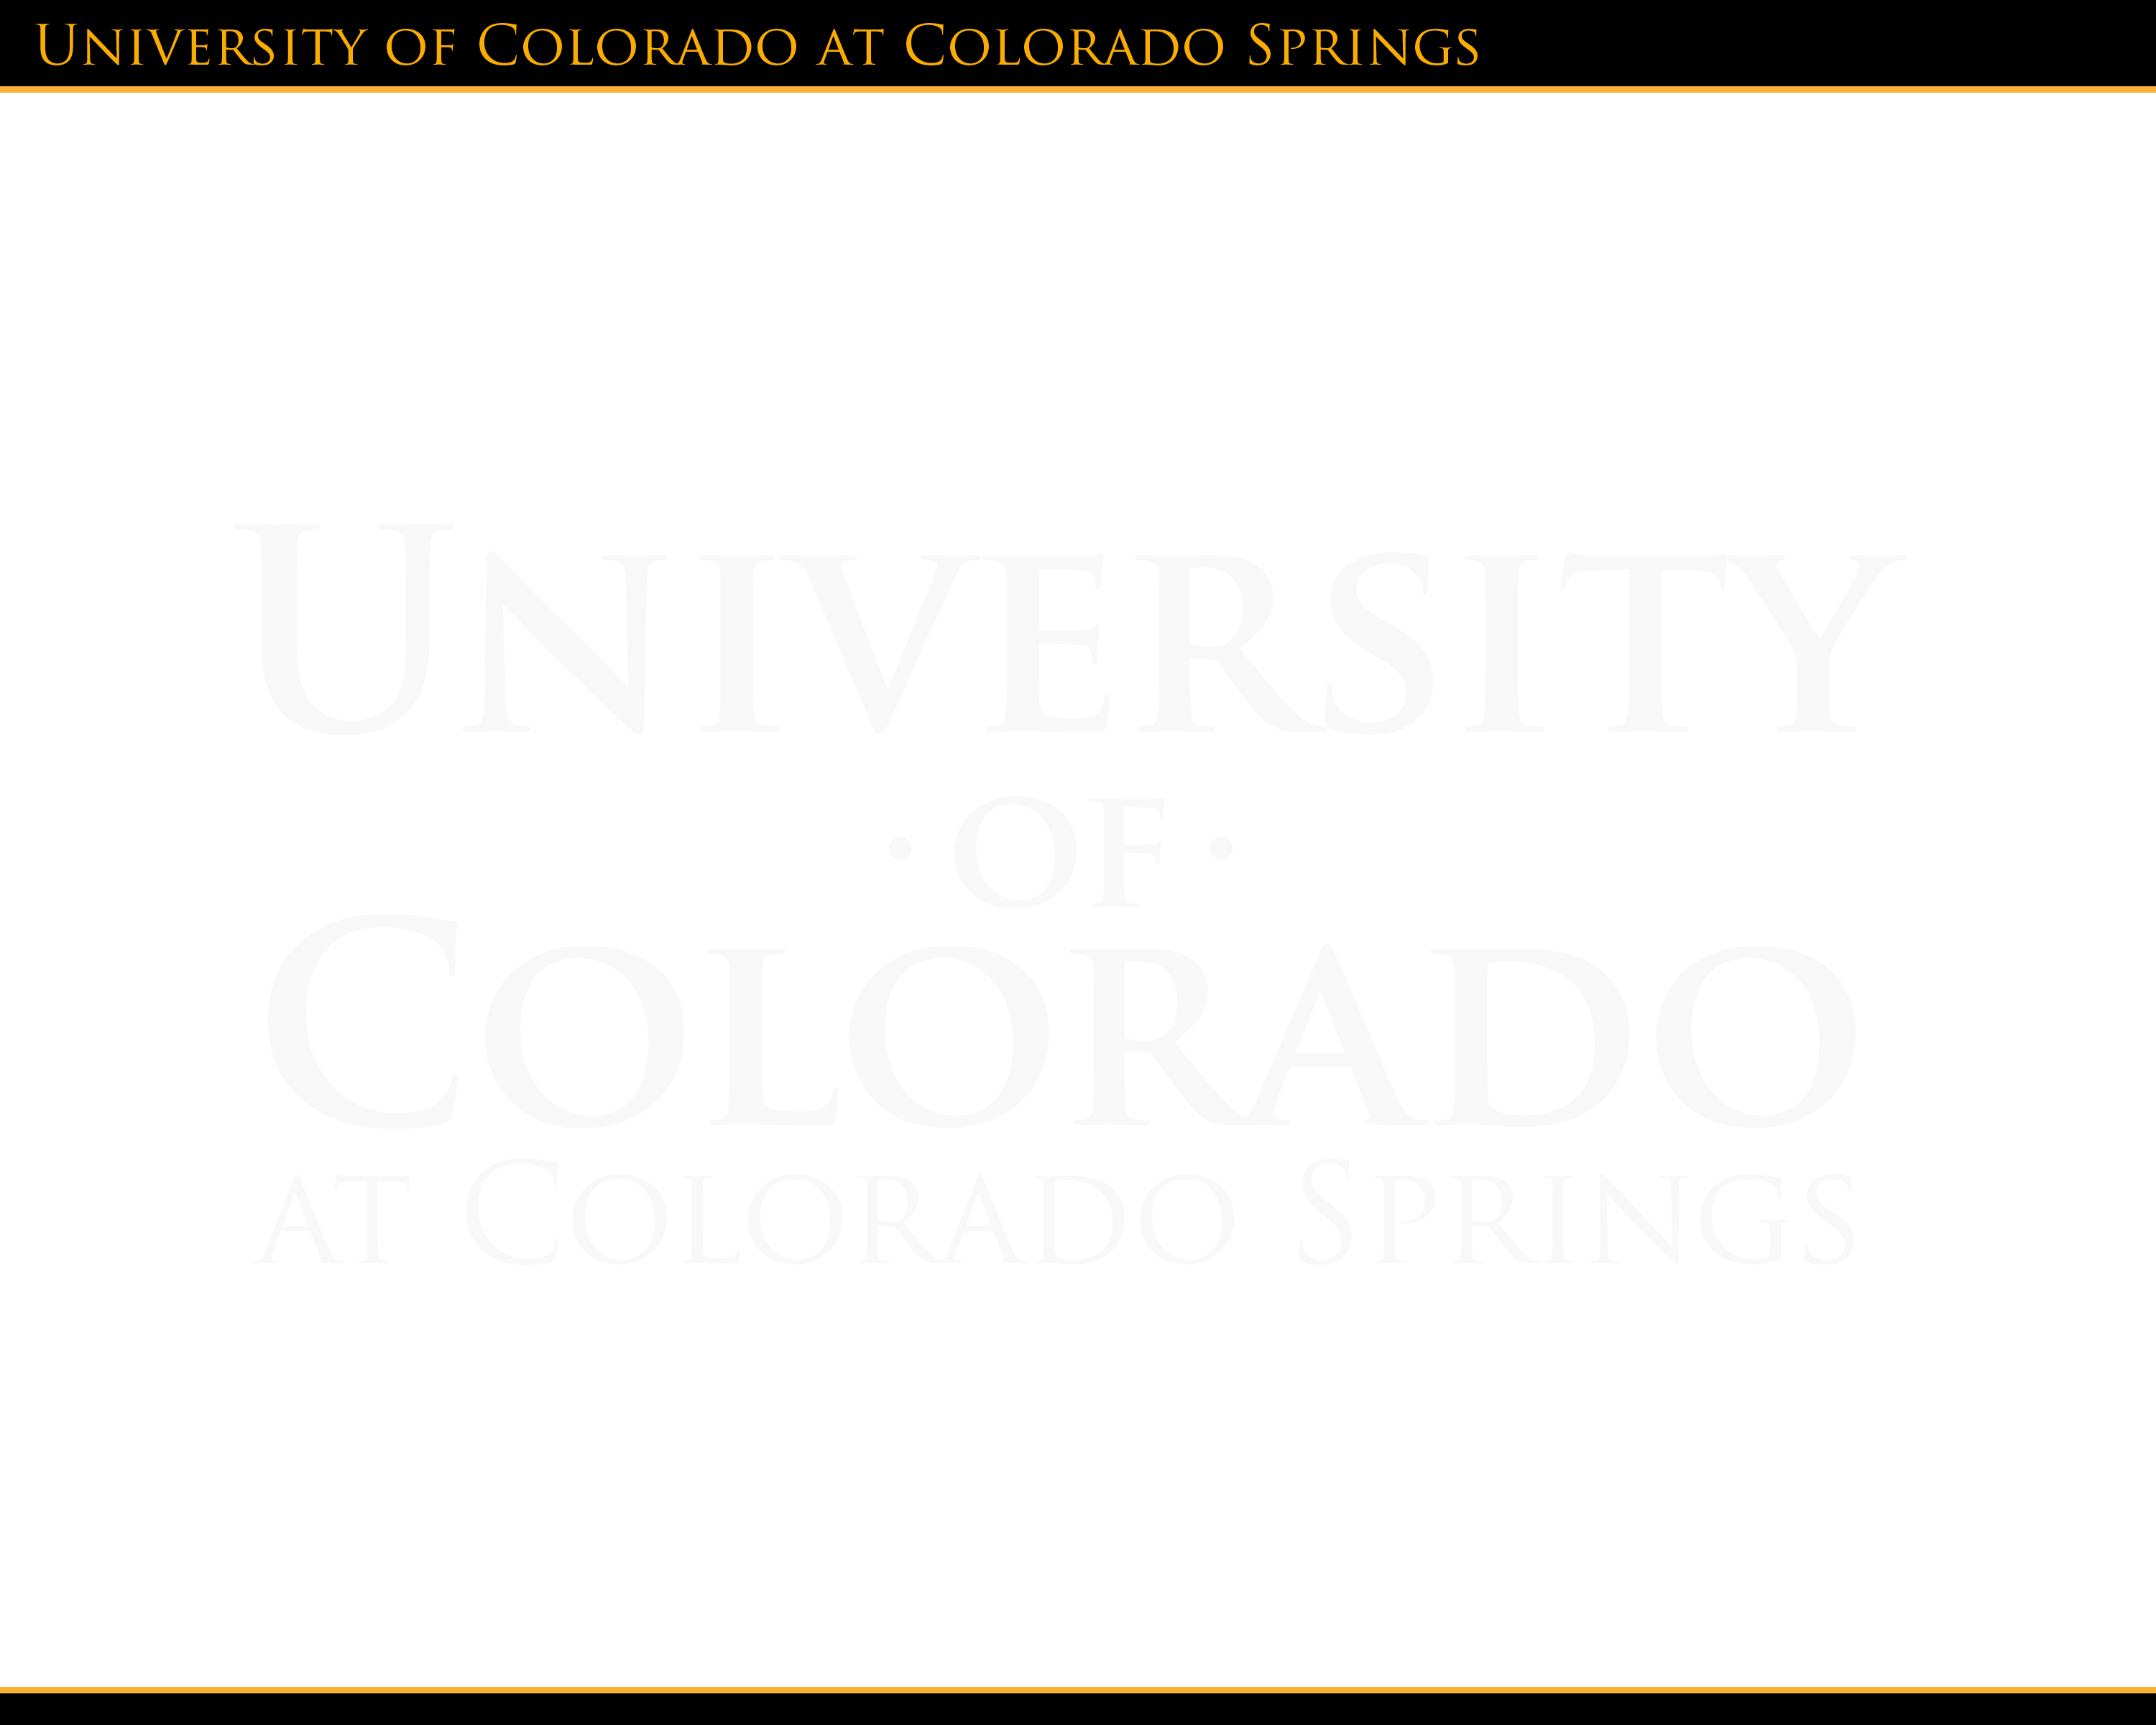 University of Colorado at Colorado Springs
University
· of ·
Colorado
at Colorado Springs